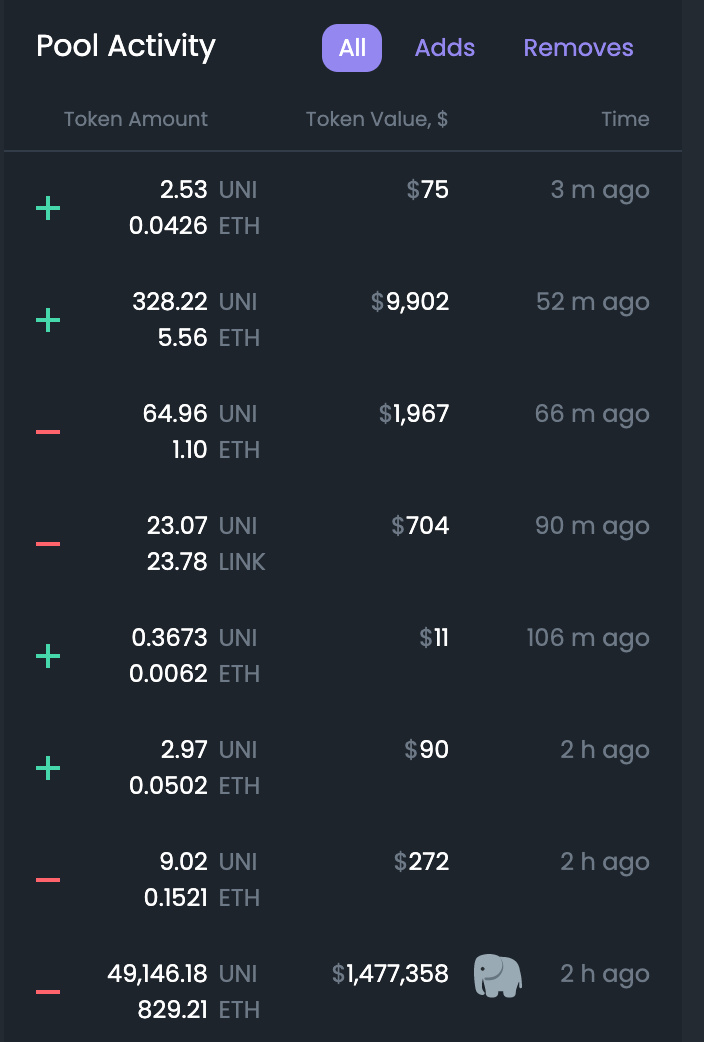 Pool Activity All Adds Removes
Token Amount Token Value, $ Time
2.53 UNI $75 3 m ago
0.0426 ETH
328.22 UNI $9,902 52 m ago
5.56 ETH
64.96 UNI $1,967 66 m ago
1.10 ETH
23.07 UNI $704 90 m ago
23.78 LINK
0.3673 UNI $11 106 m ago
0.0062 ETH
2.97 UNI $90 2 h ago
0.0502 ETH
9.02 UNI $272 2 h ago
0.1521 ETH
49,146.18 UNI $1,477,358 2 h ago
829.21 ETH